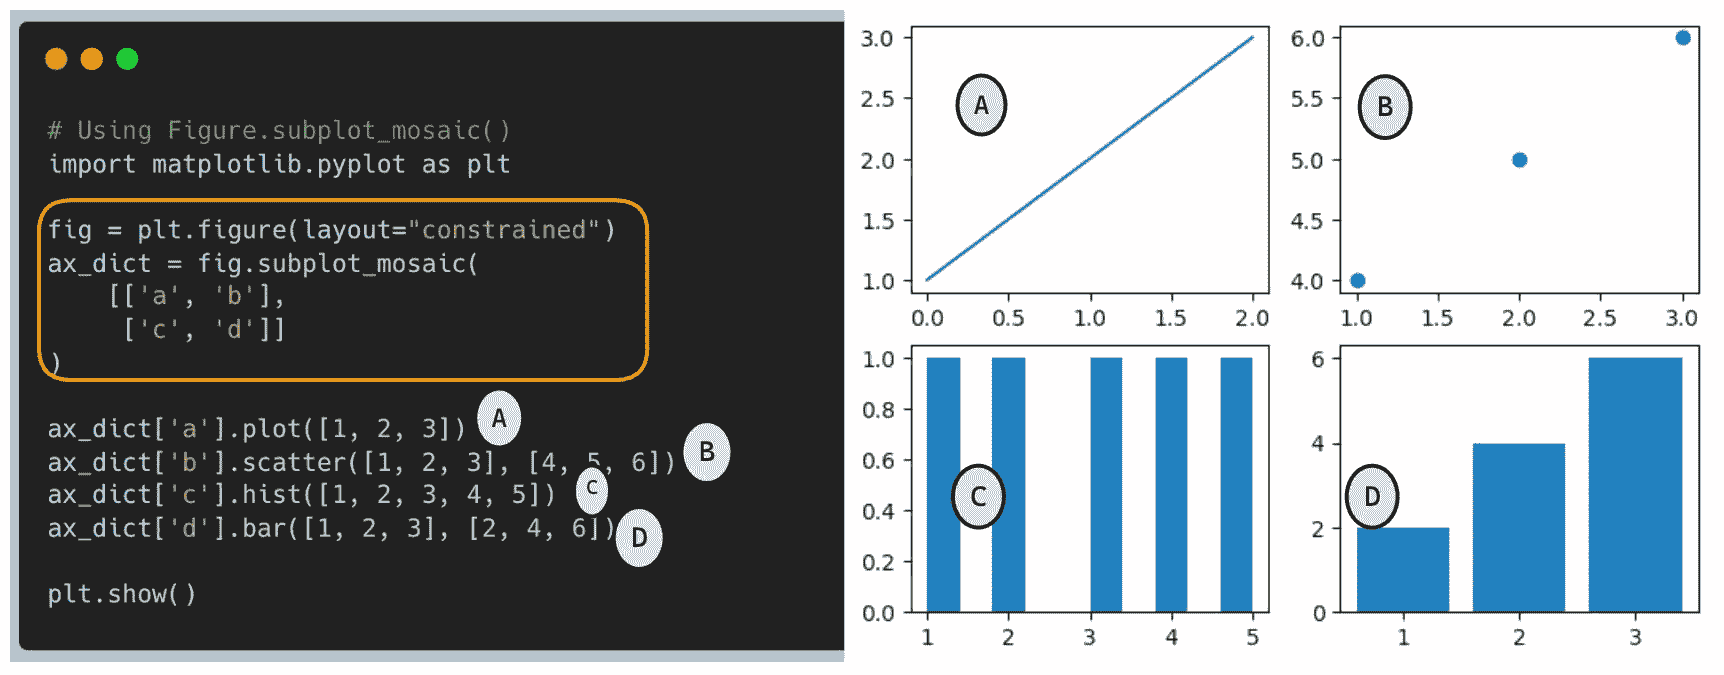 # Using Figure.subplot_mosaic()
import matplotlib.pyplot as plt
fig = plt.figure(layout="constrained")
ax_dict = fig.subplot_mosaic(
[['a', 'b'],
['c', 'd']]
)
ax_dict['a'].plot([1, 2, 3])
A
ax_dict['b'].scatter([1, 2, 3], [4, 5, 6])
B
ax_dict['c'].hist([1, 2, 3, 4, 5])
C
ax_dict['d'].bar([1, 2, 3], [2, 4, 6])
D
plt.show()
3.0
2.5
2.0
1.5
1.0
A
0.0 0.5 1.0 1.5 2.0
6.0
5.5
5.0
4.5
4.0
B
1.0 1.5 2.0 2.5 3.0
1.0
0.8
0.6
0.4
0.2
0.0
C
1 2 3 4 5
6
4
2
0
D
1 2 3